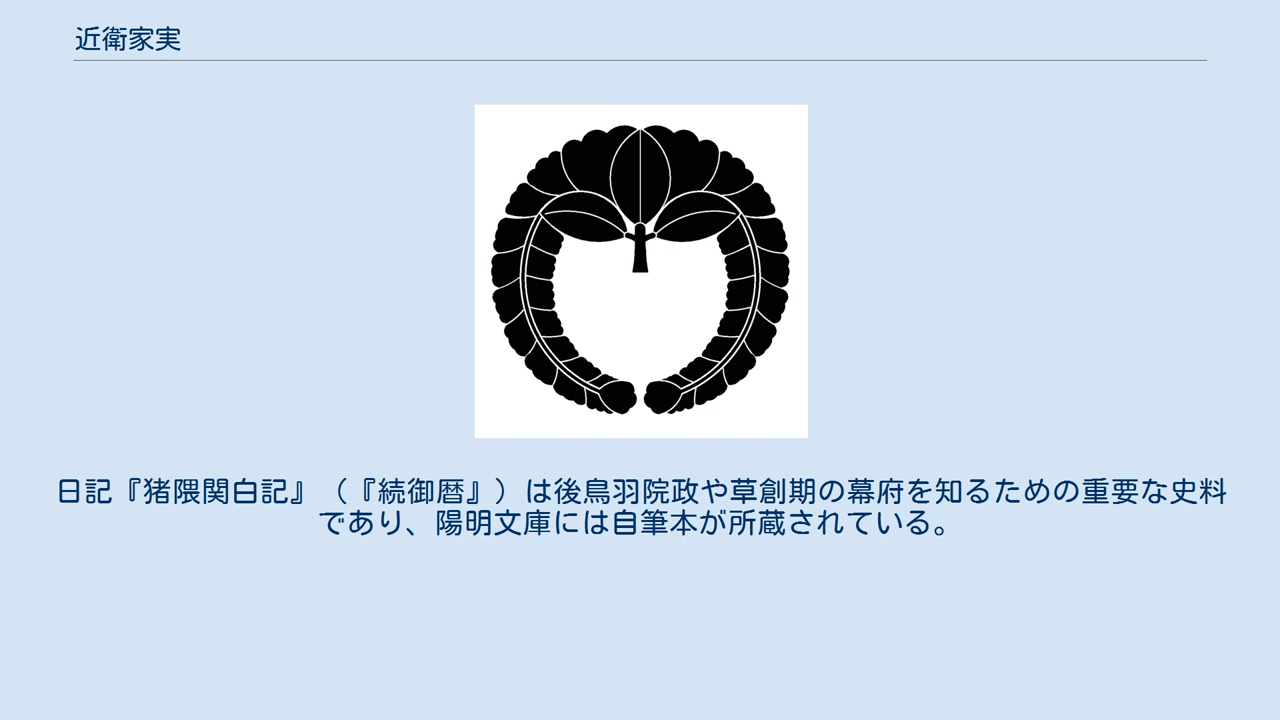 近衛家実
日記『猪隈関白記』（『続御暦』）は後鳥羽院政や草創期の幕府を知るための重要な史料
であり、陽明文庫には自筆本が所蔵されている。